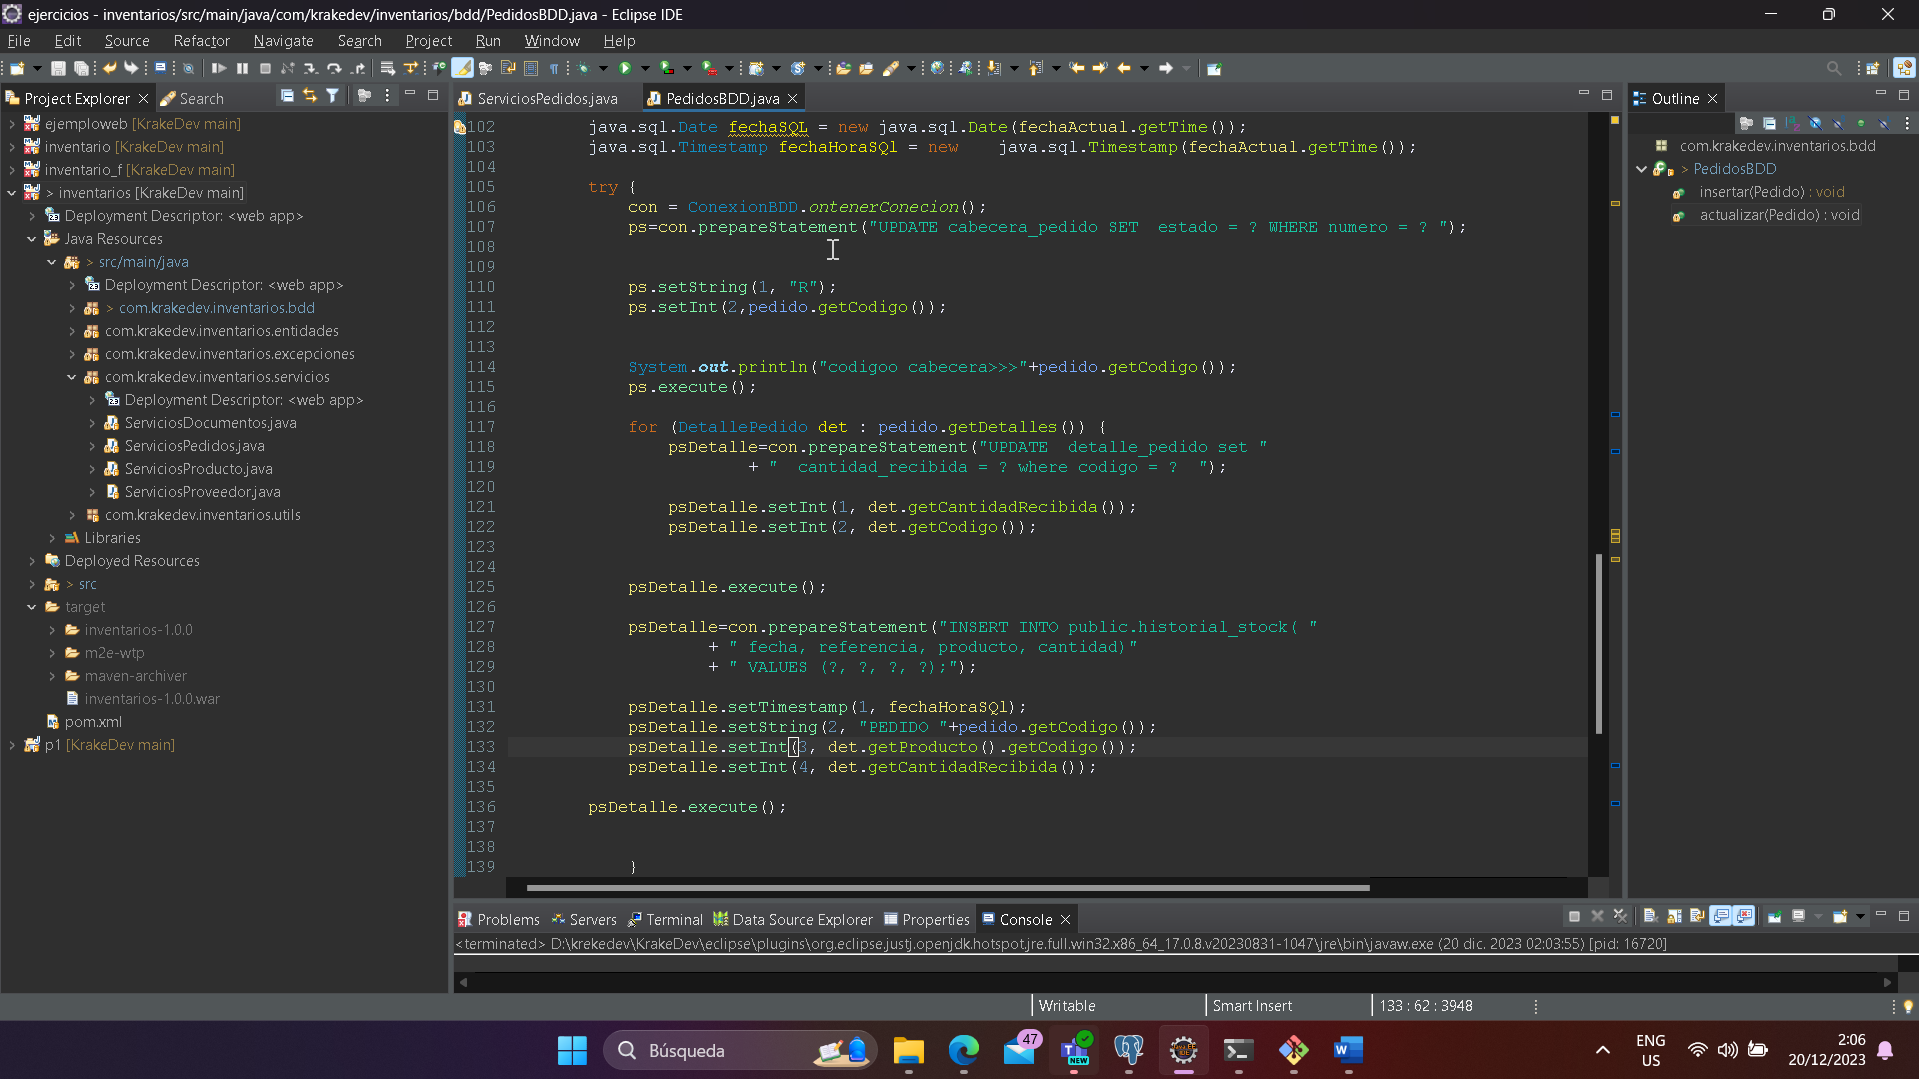 ejercicios - inventarios/src/main/java/com/krakedev/inventarios/bdd/PedidosBDD.java - Eclipse IDE
File Edit Source Refactor Navigate Search Project Run Window Help
Project Explorer
Search
ejemploweb [KrakeDev main]
inventario [KrakeDev main]
inventario_f [KrakeDev main]
> inventarios [KrakeDev main]
Deployment Descriptor: <web app>
Java Resources
> src/main/java
Deployment Descriptor: <web app>
> com.krakedev.inventarios.bdd
com.krakedev.inventarios.entidades
com.krakedev.inventarios.excepciones
com.krakedev.inventarios.servicios
Deployment Descriptor: <web app>
ServiciosDocumentos.java
ServiciosPedidos.java
ServiciosProducto.java
ServiciosProveedor.java
com.krakedev.inventarios.utils
Libraries
Deployed Resources
> src
target
inventarios-1.0.0
m2e-wtp
maven-archiver
inventarios-1.0.0.war
pom.xml
p1 [KrakeDev main]
ServiciosPedidos.java
PedidosBDD.java
102 java.sql.Date fechaSQL = new java.sql.Date(fechaActual.getTime());
103 java.sql.Timestamp fechaHoraSQl = new    java.sql.Timestamp(fechaActual.getTime());
104
105 try {
106 con = ConexionBDD.ontenerConecion();
107 ps=con.prepareStatement("UPDATE cabecera_pedido SET  estado = ? WHERE numero = ? ");
108
109
110 ps.setString(1, "R");
111 ps.setInt(2,pedido.getCodigo());
112
113
114 System.out.println("codigoo cabecera>>>"+pedido.getCodigo());
115 ps.execute();
116
117 for (DetallePedido det : pedido.getDetalles()) {
118 psDetalle=con.prepareStatement("UPDATE  detalle_pedido set "
119 + "  cantidad_recibida = ? where codigo = ?  ");
120
121 psDetalle.setInt(1, det.getCantidadRecibida());
122 psDetalle.setInt(2, det.getCodigo());
123
124
125 psDetalle.execute();
126
127 psDetalle=con.prepareStatement("INSERT INTO public.historial_stock( "
128 + " fecha, referencia, producto, cantidad)"
129 + " VALUES (?, ?, ?, ?);");
130
131 psDetalle.setTimestamp(1, fechaHoraSQl);
132 psDetalle.setString(2, "PEDIDO "+pedido.getCodigo());
133 psDetalle.setInt(3, det.getProducto().getCodigo());
134 psDetalle.setInt(4, det.getCantidadRecibida());
135
136 psDetalle.execute();
137
138
139 }
Outline
com.krakedev.inventarios.bdd
> PedidosBDD
insertar(Pedido) : void
actualizar(Pedido) : void
Problems Servers Terminal Data Source Explorer Properties Console
<terminated> D:\krekedev\KrakeDev\eclipse\plugins\org.eclipse.justj.openjdk.hotspot.jre.full.win32.x86_64_17.0.8.v20230831-1047\jre\bin\javaw.exe (20 dic. 2023 02:03:55) [pid: 16720]
Writable Smart Insert 133 : 62 : 3948
Búsqueda
47
NEW
ENG
US
2:06
20/12/2023